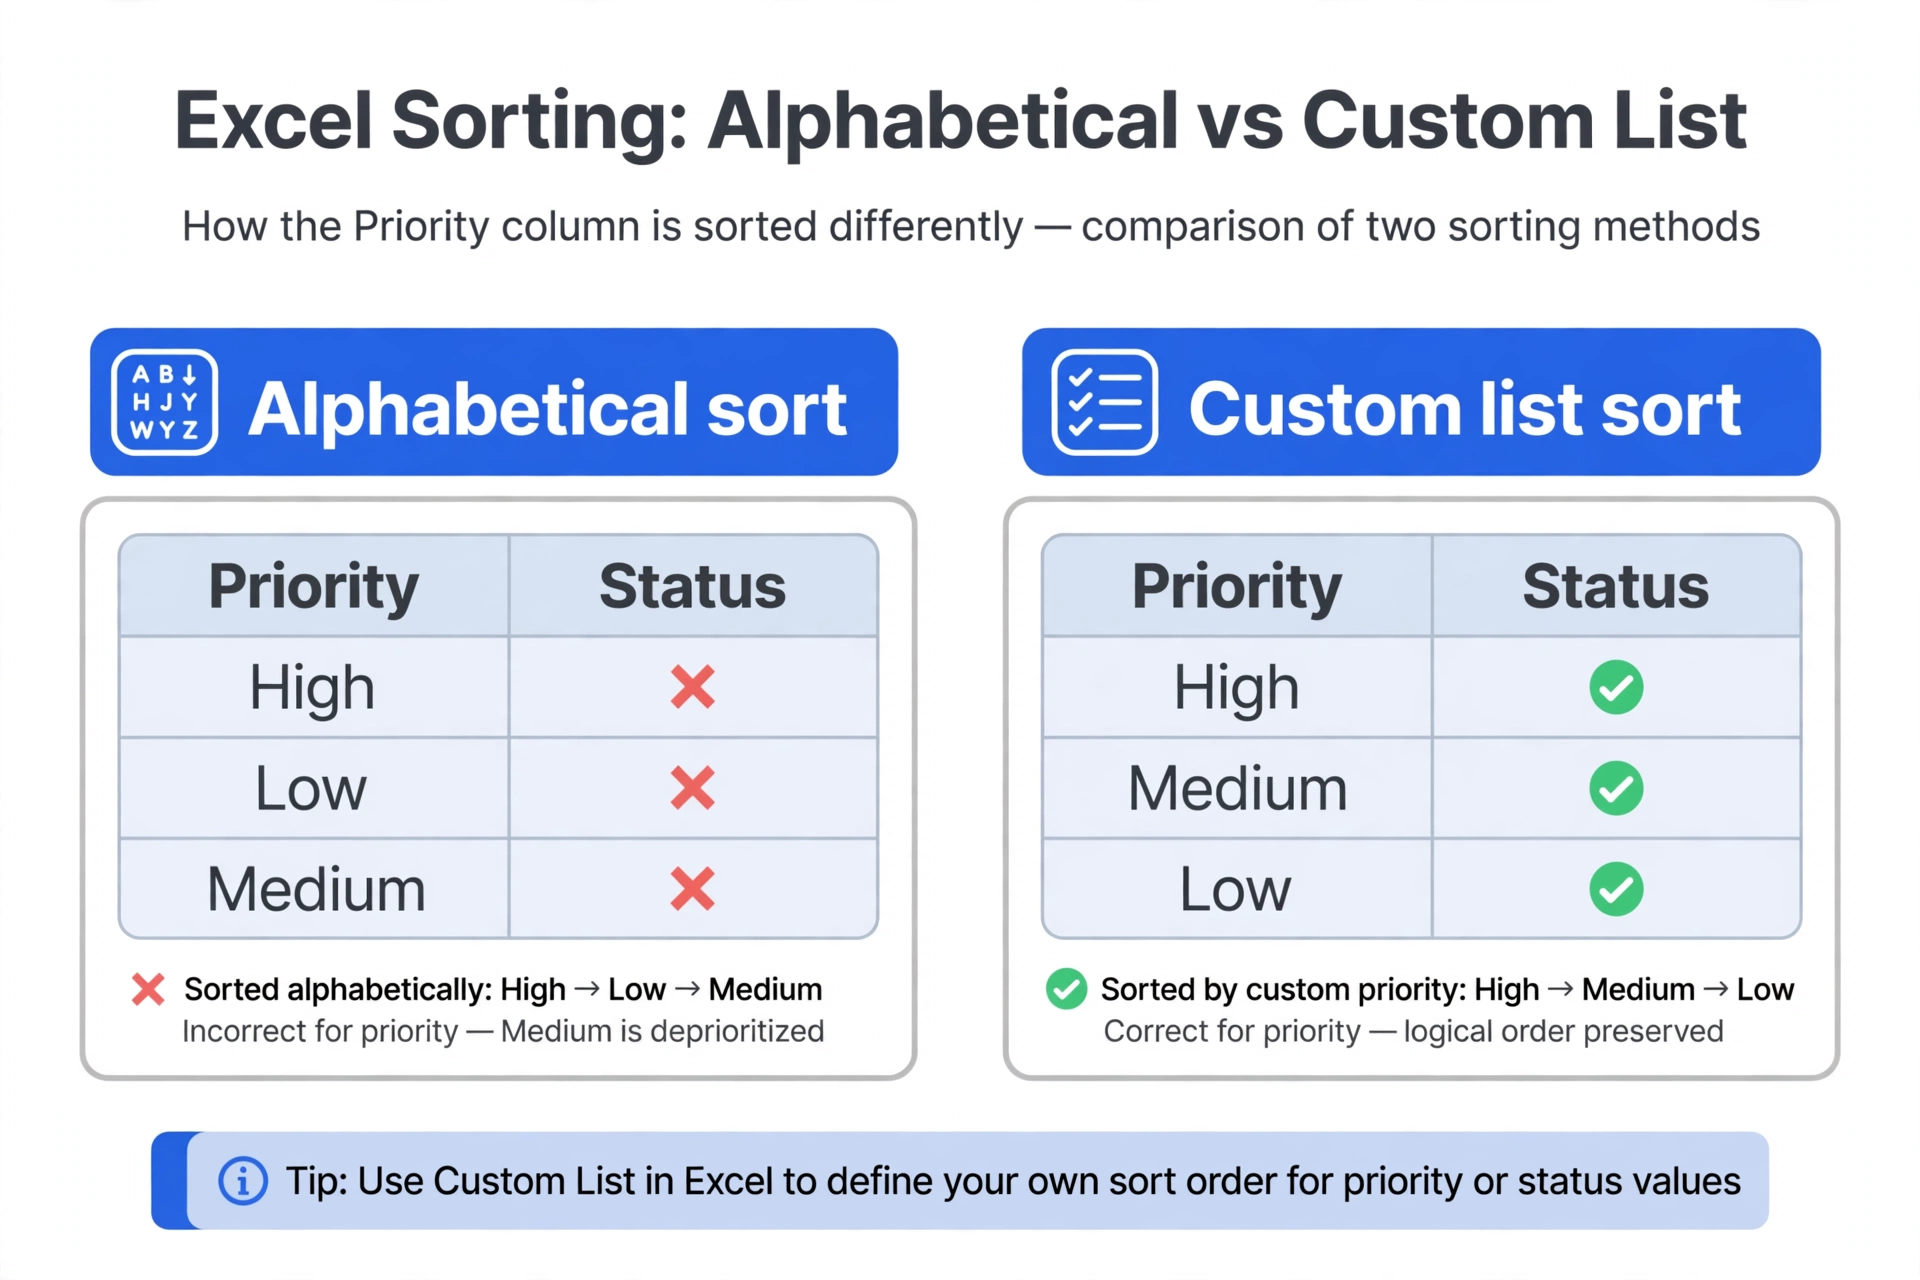 Excel Sorting: Alphabetical vs Custom List
How the Priority column is sorted differently — comparison of two sorting methods
A B↓
H J Y
W Y Z
Alphabetical sort
Priority Status
High
Low
Medium
Sorted alphabetically: High → Low → Medium
Incorrect for priority — Medium is deprioritized
Custom list sort
Priority Status
High
Medium
Low
Sorted by custom priority: High → Medium → Low
Correct for priority — logical order preserved
Tip: Use Custom List in Excel to define your own sort order for priority or status values